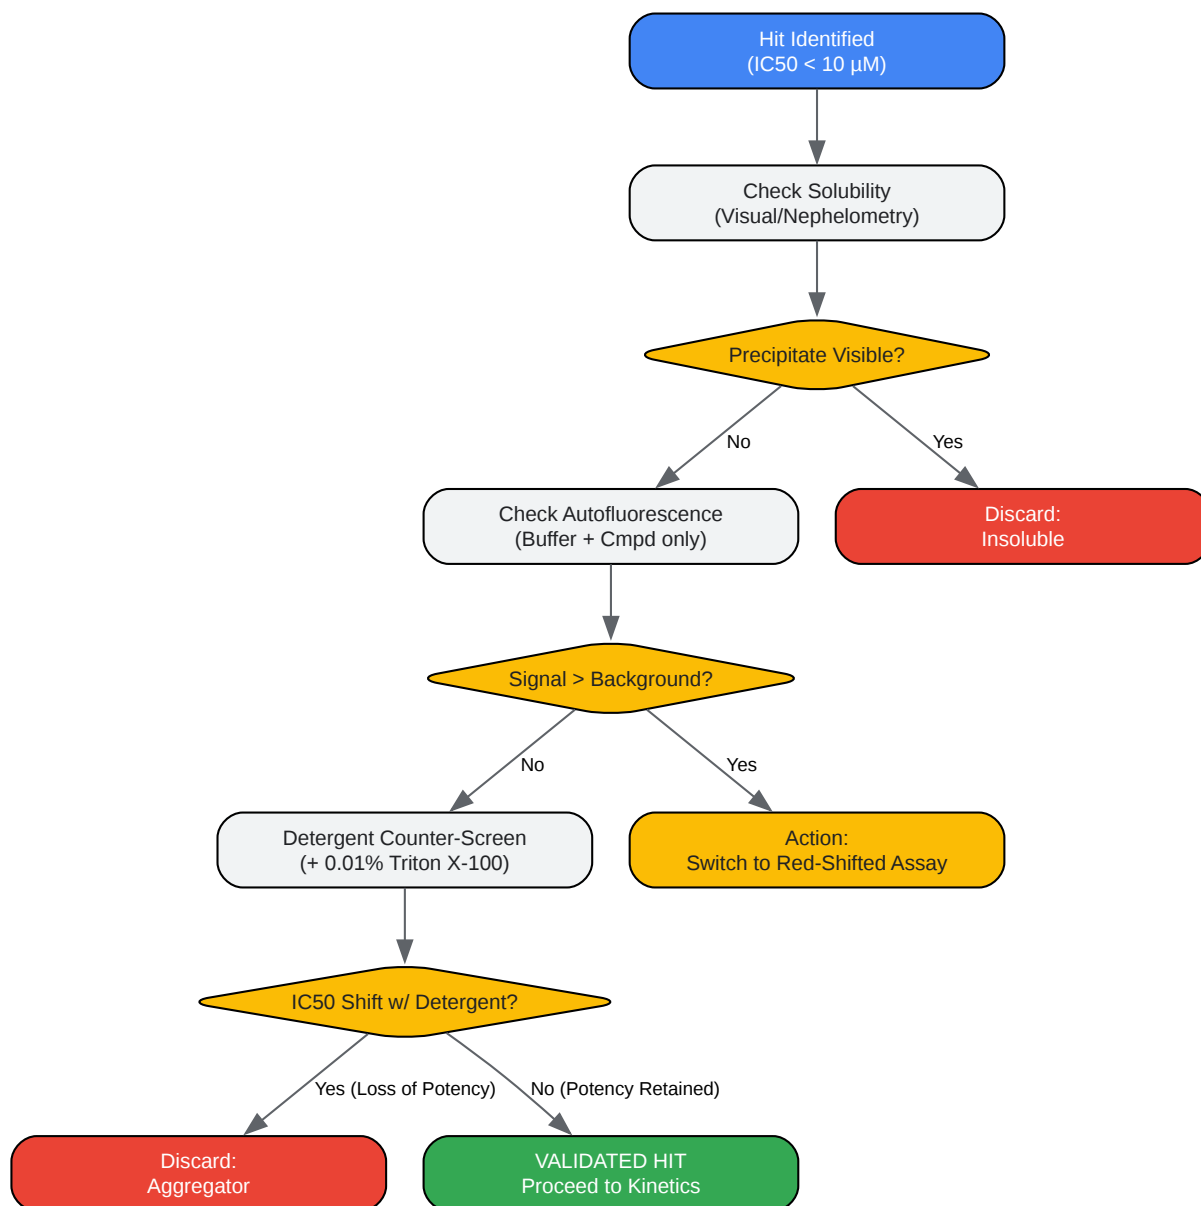 Hit Identified
(IC50 < 10 µM)
Check Solubility
(Visual/Nephelometry)
Precipitate Visible?
No
Yes
Check Autofluorescence
(Buffer + Cmpd only)
Discard:
Insoluble
Signal > Background?
No
Yes
Detergent Counter-Screen
(+ 0.01% Triton X-100)
Action:
Switch to Red-Shifted Assay
IC50 Shift w/ Detergent?
Yes (Loss of Potency)
No (Potency Retained)
Discard:
Aggregator
VALIDATED HIT
Proceed to Kinetics